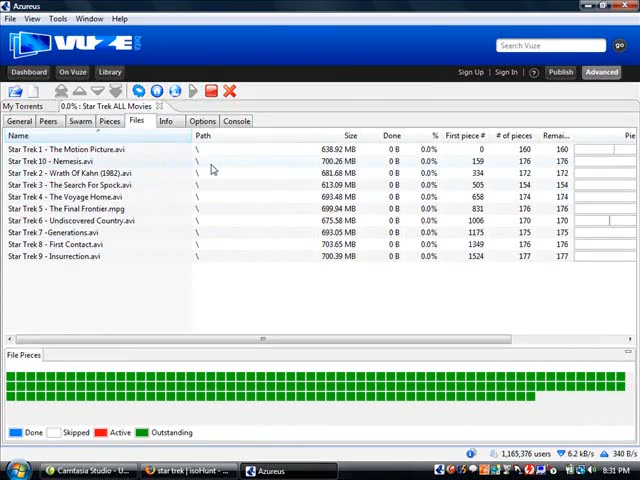 Azureus
File View Tools Window Help
VUZE beta
Search Vuze go
Dashboard On Vuze Library Sign Up | Sign In | ? Publish Advanced
My Torrents 0.0% : Star Trek ALL Movies
General Peers Swarm Pieces Files Info Options Console
Name Path Size Done % First piece # # of pieces Remai... Pie
Star Trek 1 - The Motion Picture.avi \ 638.92 MB 0 B 0.0% 0 160 160
Star Trek 10 - Nemesis.avi \ 700.26 MB 0 B 0.0% 159 176 176
Star Trek 2 - Wrath Of Kahn (1982).avi \ 681.68 MB 0 B 0.0% 334 172 172
Star Trek 3 - The Search For Spock.avi \ 613.09 MB 0 B 0.0% 505 154 154
Star Trek 4 - The Voyage Home.avi \ 693.48 MB 0 B 0.0% 658 174 174
Star Trek 5 - The Final Frontier.mpg \ 699.94 MB 0 B 0.0% 831 176 176
Star Trek 6 - Undiscovered Country.avi \ 675.58 MB 0 B 0.0% 1006 170 170
Star Trek 7 -Generations.avi \ 693.05 MB 0 B 0.0% 1175 175 175
Star Trek 8 - First Contact.avi \ 703.65 MB 0 B 0.0% 1349 176 176
Star Trek 9 - Insurrection.avi \ 700.39 MB 0 B 0.0% 1524 177 177
File Pieces
Done Skipped Active Outstanding
1,165,376 users 6.2 kB/s 340 B/s
Camtasia Studio - U... star trek | isoHunt - ... Azureus 8:31 PM